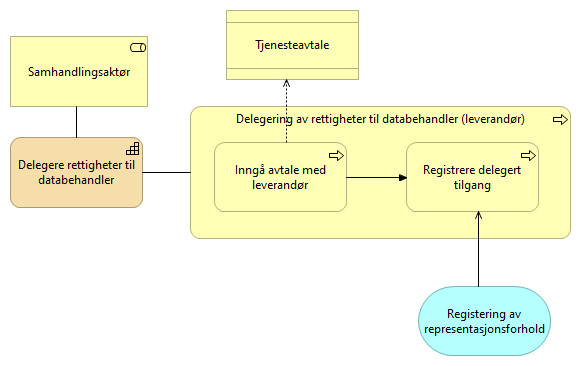 Tjenesteavtale
Samhandlingsaktør
Delegering av rettigheter til databehandler (leverandør)
Delegere rettigheter til
databehandler
Inngå avtale med
leverandør
Registrere delegert
tilgang
Registering av
representasjonsforhold